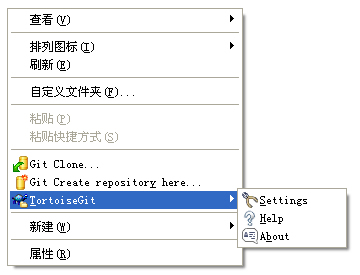 查看(V)
排列图标(I)
刷新(E)
自定义文件夹(F)...
粘贴(P)
粘贴快捷方式(S)
Git Clone...
Git Create repository here...
TortoiseGit
Settings
Help
About
新建(W)
属性(R)